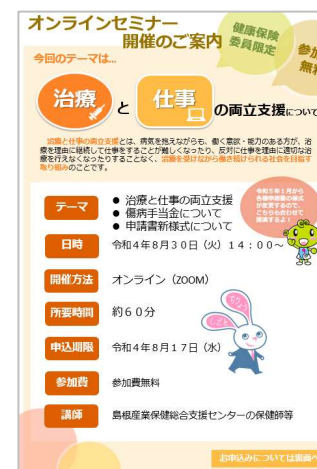 オンラインセミナー
開催のご案内
健康保険
委員限定
参加
無料
今回のテーマは…
治療 と 仕事 の両立支援について
治療と仕事の両立支援とは、病気を抱えながらも、働く意欲・能力のある方が、治
療を理由に継続して仕事をすることが難しくなったり、反対に仕事を理由に適切な治
療を行えなくなったりすることなく、治療を受けながら働き続けられる社会を目指す
取り組みのことです。
テーマ
● 治療と仕事の両立支援
● 傷病手当金について
● 申請書新様式について
令和5年1月から
各種申請書の様式
が変更するので、
こちらも合わせて
説明するよ！
日時 令和4年8月30日（火）14：00～
開催方法 オンライン（ZOOM）
所要時間 約60分
申込期限 令和4年8月17日（水）
参加費 参加費無料
講師 島根産業保健総合支援センターの保健師等
お申込みについては裏面へ